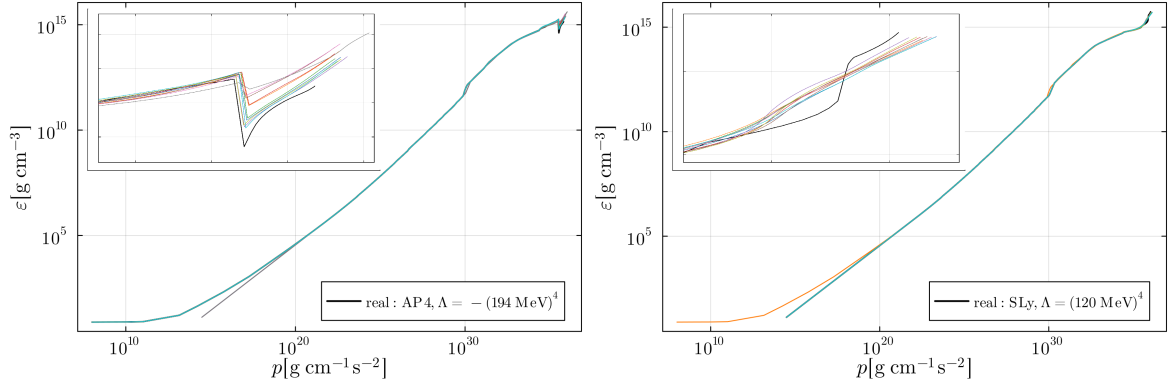 10^15
10^10
10^5
ε[g cm^−3]
10^10
10^20
10^30
p[g cm^−1 s^−2]
real : AP4, Λ = − (194 MeV)^4
10^15
10^10
10^5
ε[g cm^−3]
10^10
10^20
10^30
p[g cm^−1 s^−2]
real : SLy, Λ = (120 MeV)^4